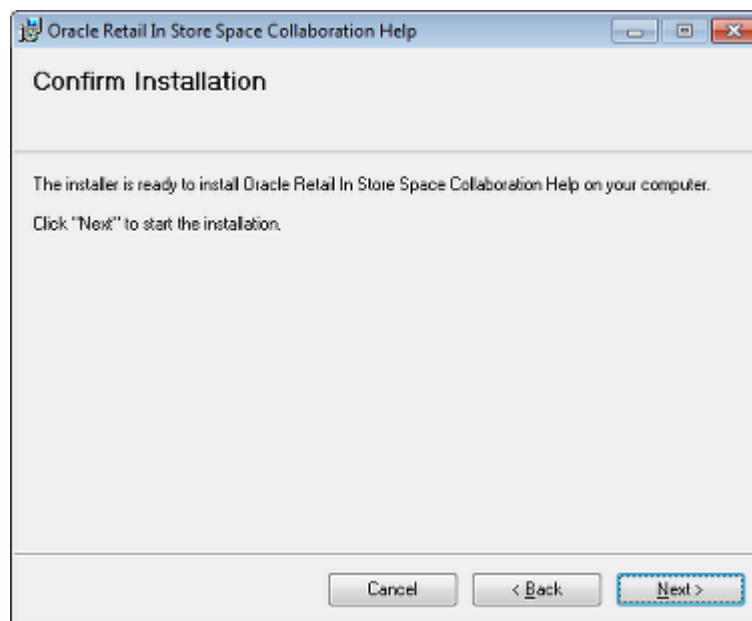 Oracle Retail In Store Space Collaboration Help
Confirm Installation
The installer is ready to install Oracle Retail In Store Space Collaboration Help on your computer.
Click "Next" to start the installation.
Cancel
< Back
Next >